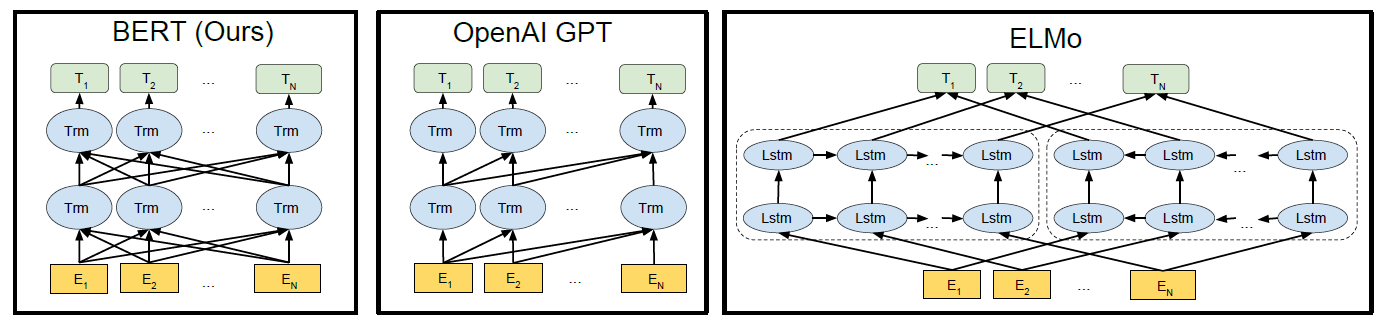 BERT (Ours)
T1 T2 ... TN
Trm Trm ... Trm
Trm Trm ... Trm
E1 E2 ... EN
OpenAI GPT
T1 T2 ... TN
Trm Trm ... Trm
Trm Trm ... Trm
E1 E2 ... EN
ELMo
T1 T2 ... TN
Lstm Lstm ... Lstm Lstm Lstm ... Lstm
Lstm Lstm ... Lstm Lstm Lstm ... Lstm
E1 E2 ... EN